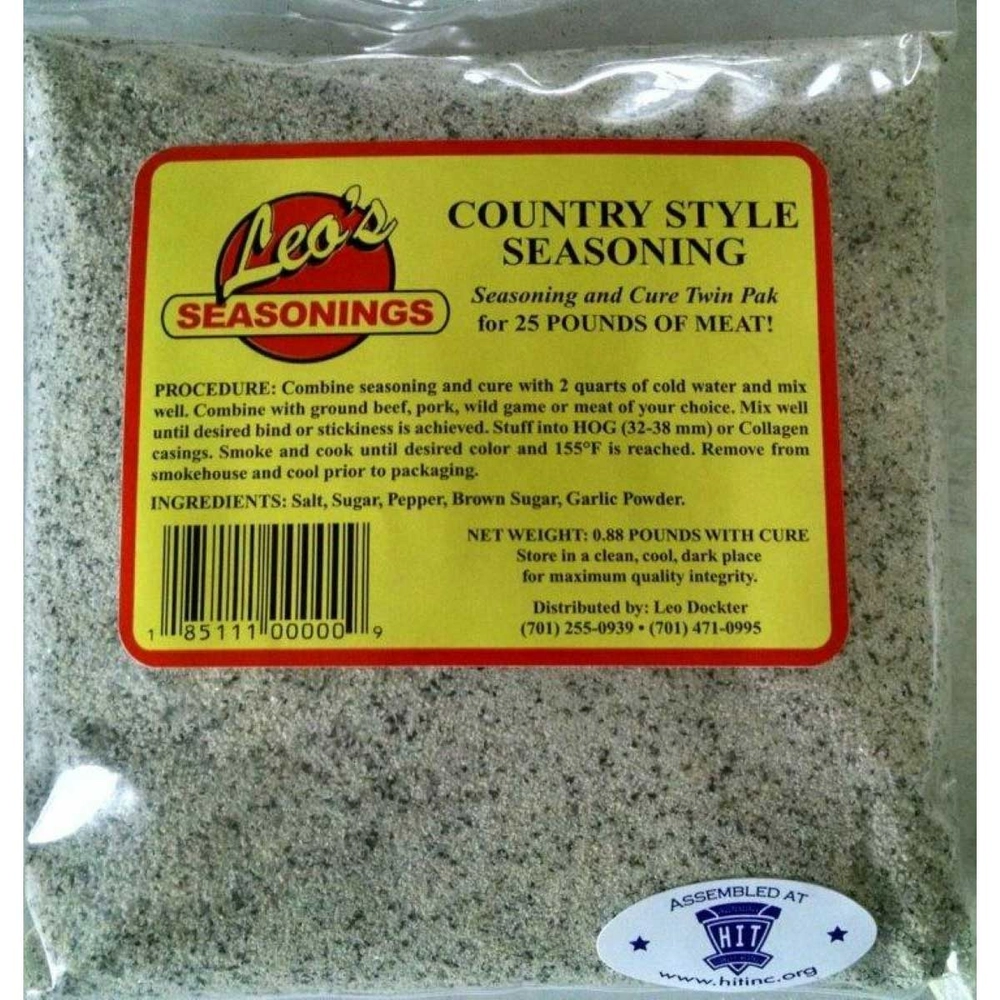 Leo's
SEASONINGS
COUNTRY STYLE
SEASONING
Seasoning and Cure Twin Pak
for 25 POUNDS OF MEAT!
PROCEDURE: Combine seasoning and cure with 2 quarts of cold water and mix
well. Combine with ground beef, pork, wild game or meat of your choice. Mix well
until desired bind or stickiness is achieved. Stuff into HOG (32-38 mm) or Collagen
casings. Smoke and cook until desired color and 155°F is reached. Remove from
smokehouse and cool prior to packaging.
INGREDIENTS: Salt, Sugar, Pepper, Brown Sugar, Garlic Powder.
1 85111 00000 9
NET WEIGHT: 0.88 POUNDS WITH CURE
Store in a clean, cool, dark place
for maximum quality integrity.
Distributed by: Leo Dockter
(701) 255-0939 • (701) 471-0995
ASSEMBLED AT
HIT
www.hitinc.org